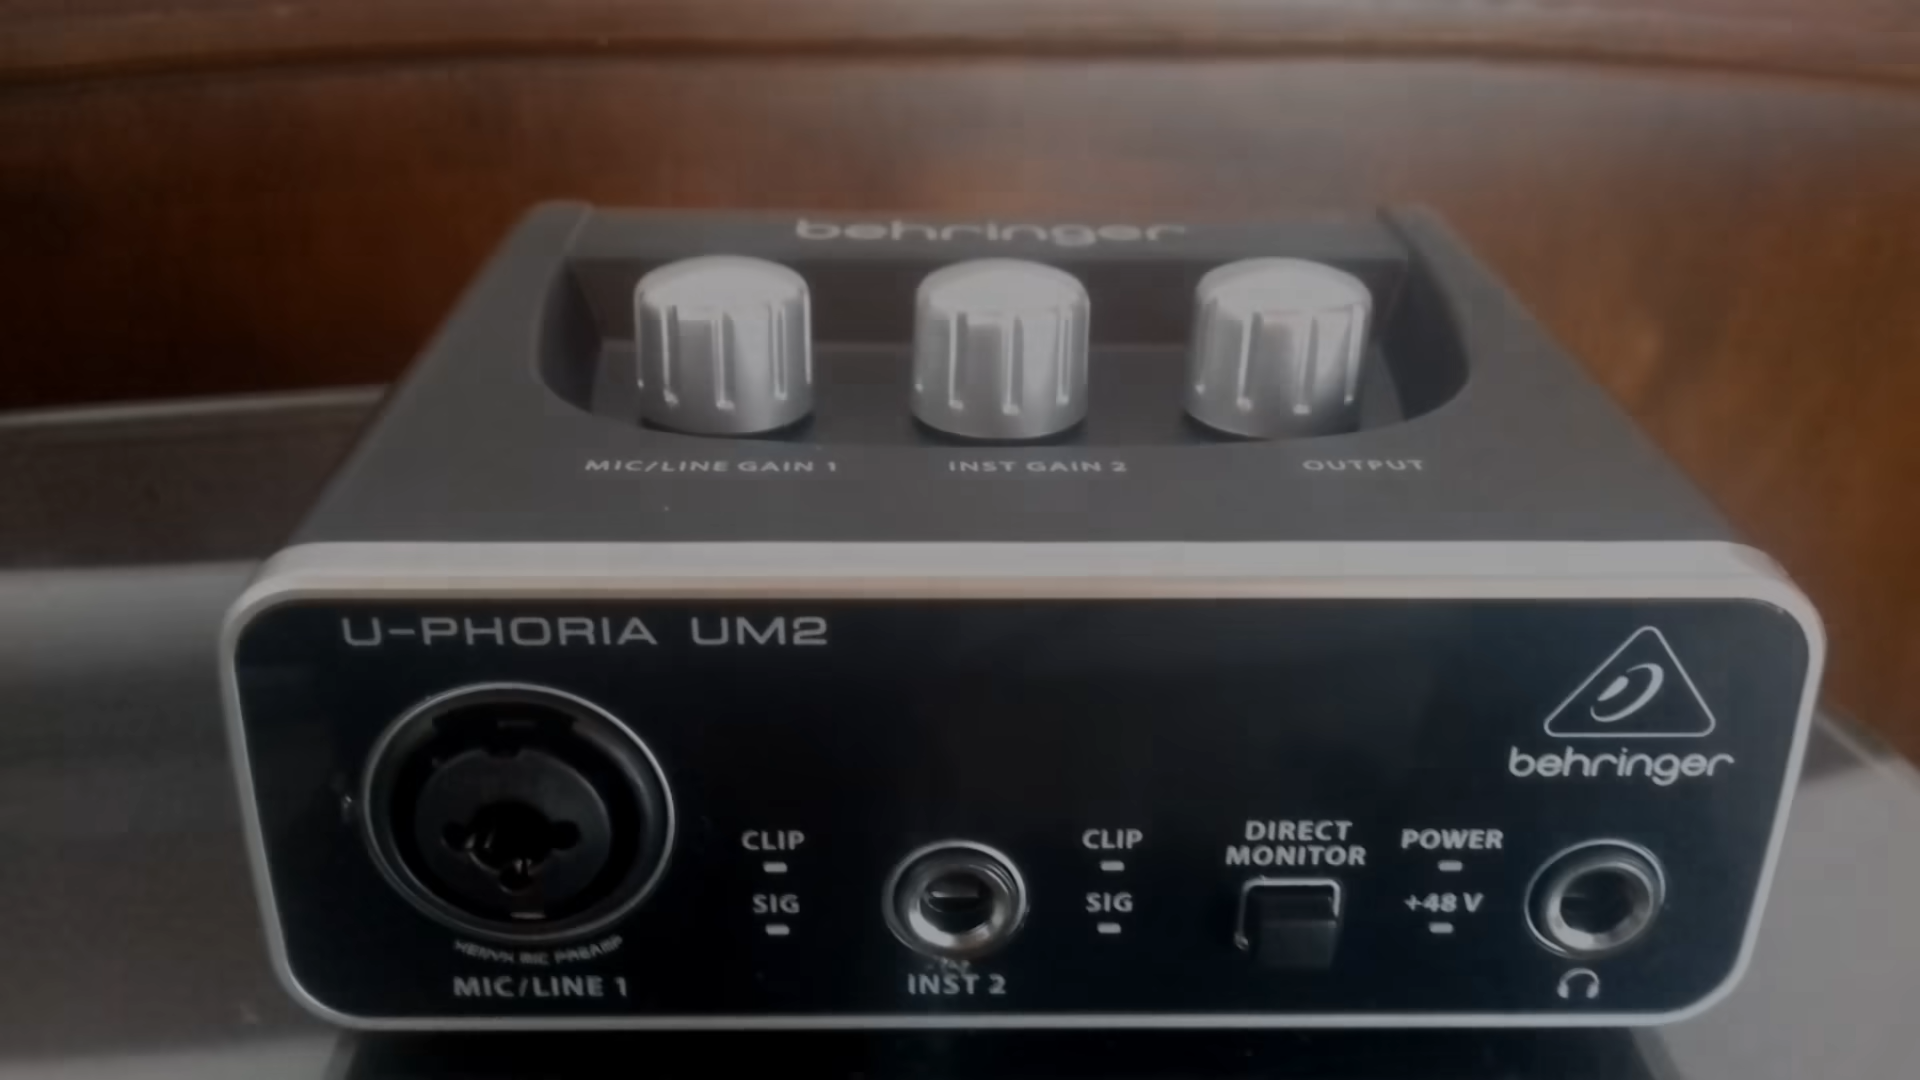 behringer
MIC/LINE GAIN 1
INST GAIN 2
OUTPUT
U-PHORIA UM2
behringer
CLIP
SIG
CLIP
SIG
DIRECT
MONITOR
POWER
+48 V
MIC/LINE 1
INST 2